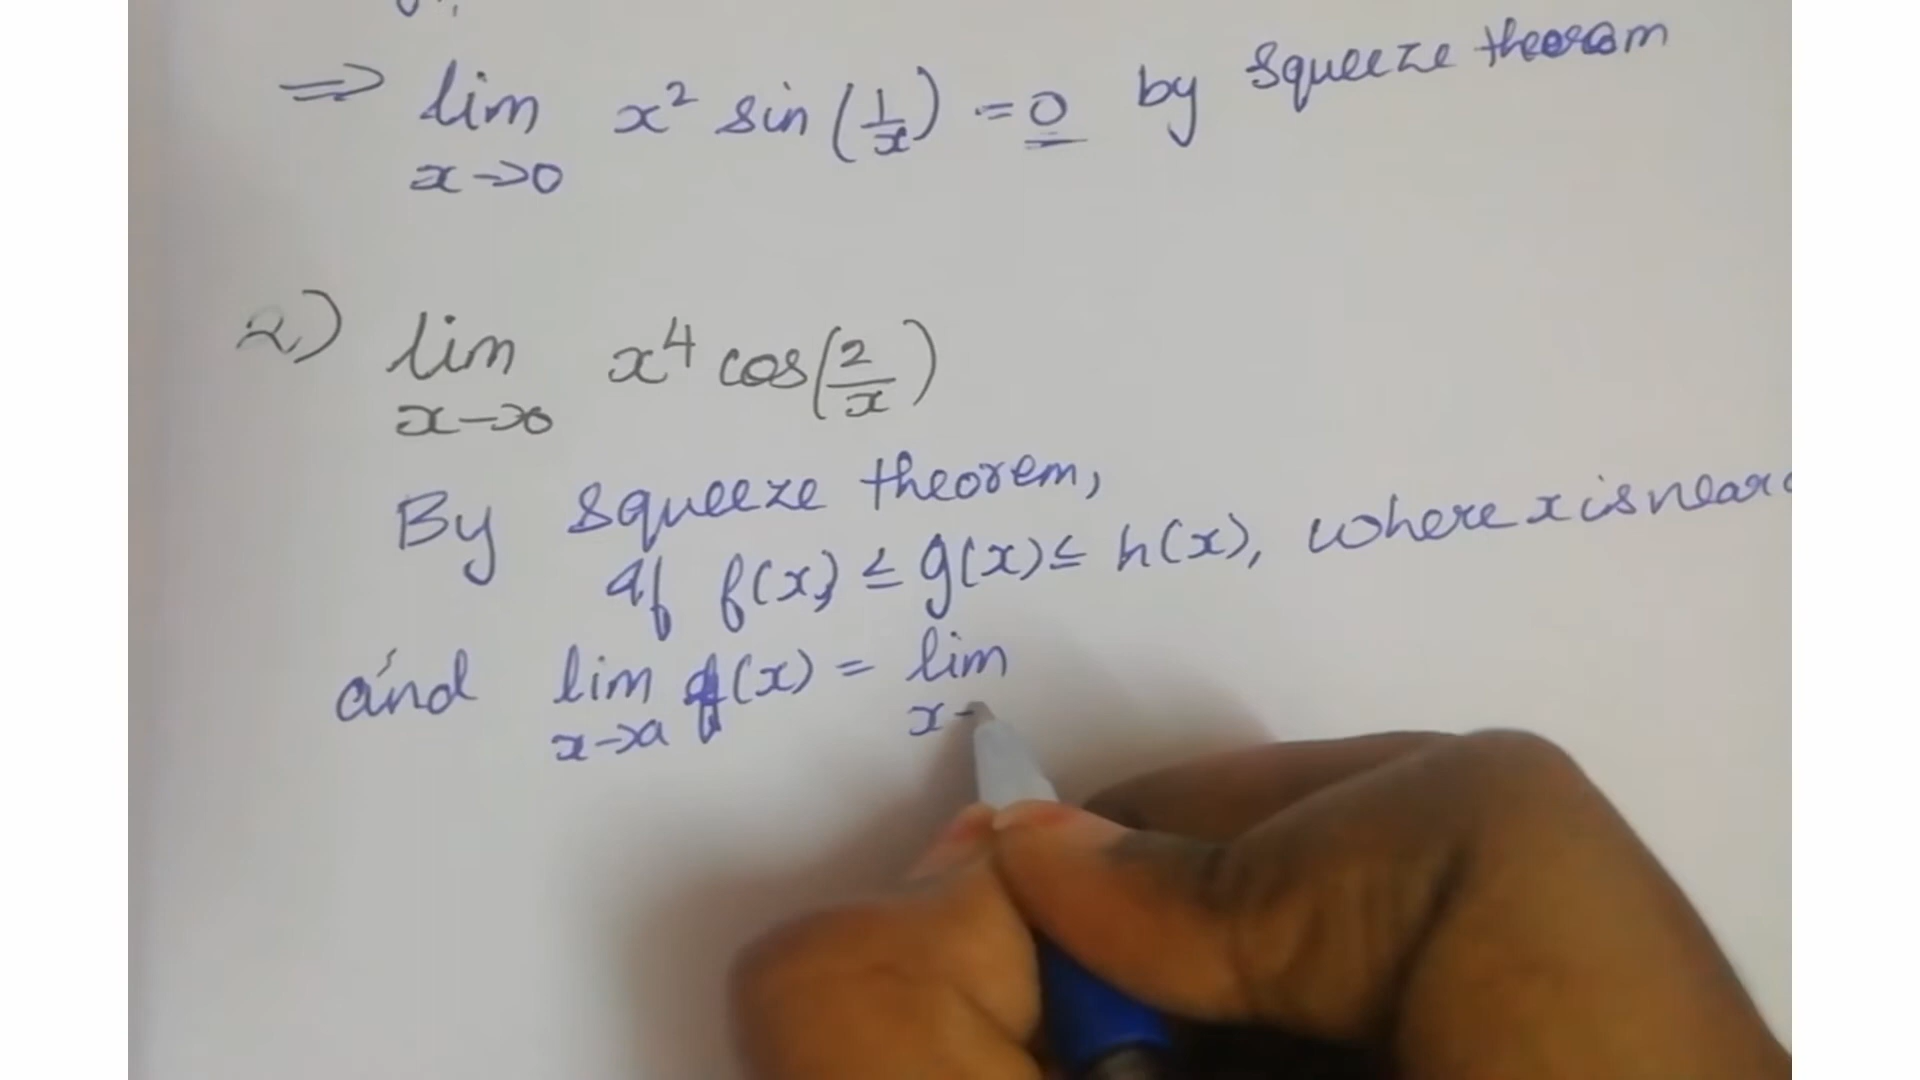 ⇒ lim x² sin(1/x) = 0 by squeeze theorem
x→0
2) lim x⁴ cos(2/x)
x→0
By squeeze theorem,
If f(x) ≤ g(x) ≤ h(x), where x is near
and lim f(x) = lim
x→a x-